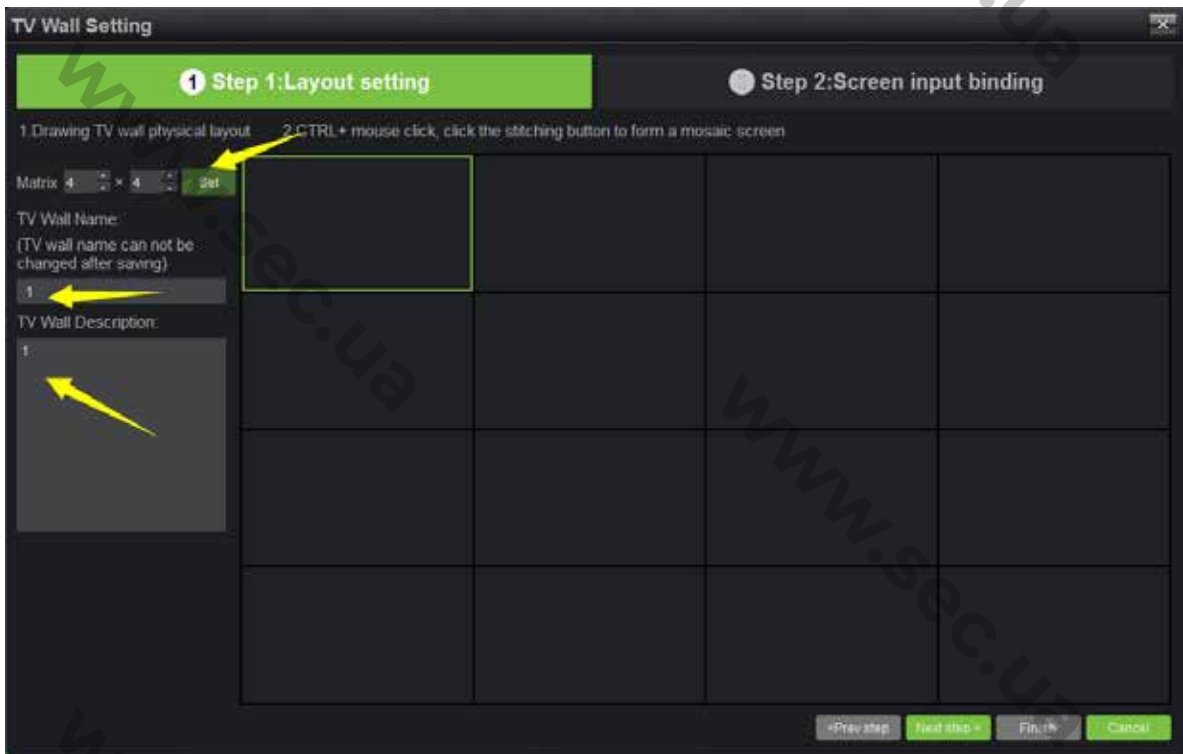 TV Wall Setting
1 Step 1:Layout setting
Step 2:Screen input binding
1.Drawing TV wall physical layout 2.CTRL+ mouse click, click the stitching button to form a mosaic screen
Matrix 4 × 4 Set
TV Wall Name:
(TV wall name can not be
changed after saving)
1
TV Wall Description:
1
<Prev step Next step > Finish Cancel
www.sec.ua
www.sec.ua